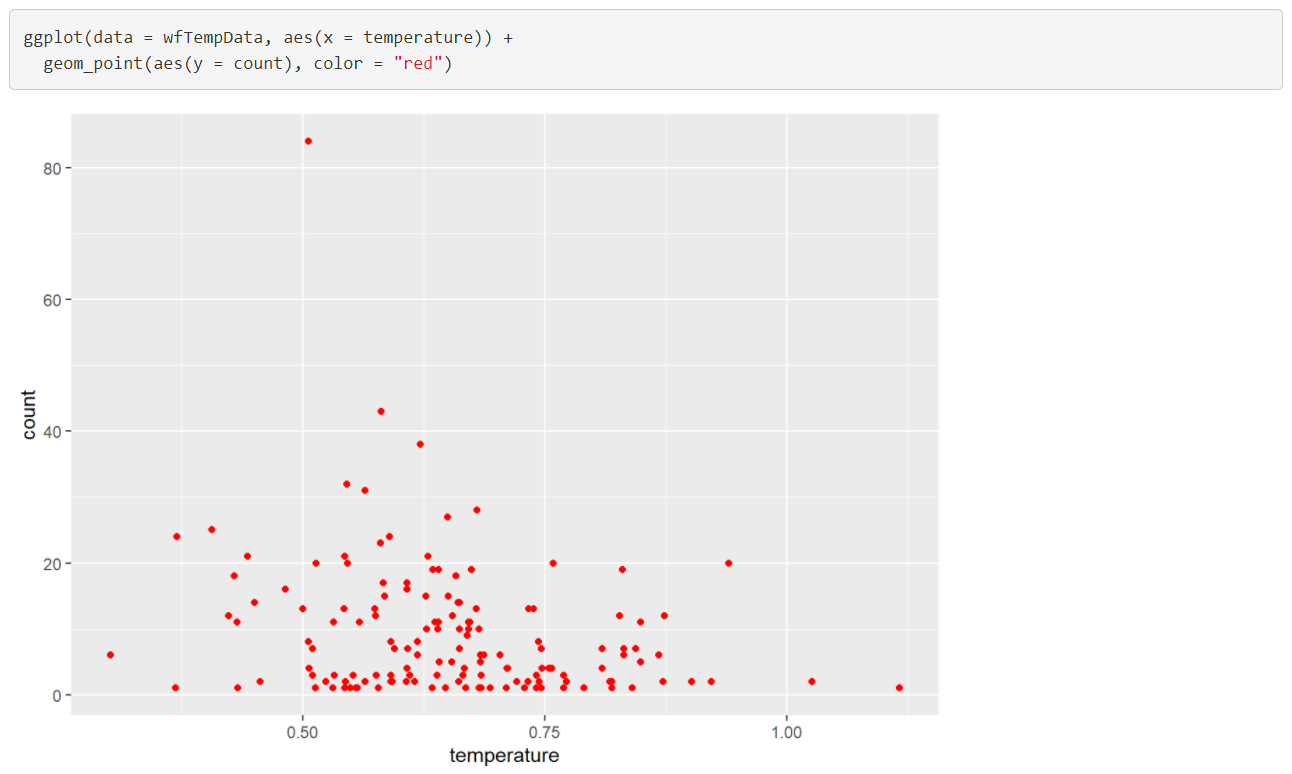 ggplot(data = wfTempData, aes(x = temperature)) +
  geom_point(aes(y = count), color = "red")
80
60
40
20
0
count
0.50 0.75 1.00
temperature